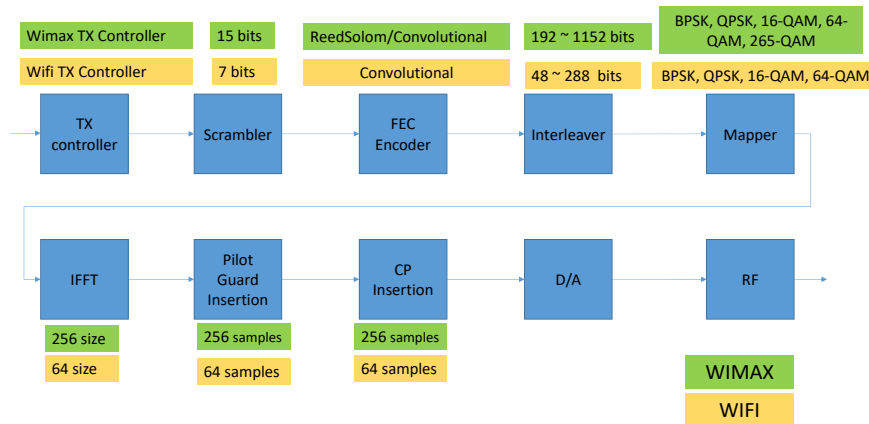 Wimax TX Controller
15 bits
ReedSolom/Convolutional
192 ~ 1152 bits
BPSK, QPSK, 16-QAM, 64-
QAM, 265-QAM
Wifi TX Controller
7 bits
Convolutional
48 ~ 288 bits
BPSK, QPSK, 16-QAM, 64-QAM
TX
controller
Scrambler
FEC
Encoder
Interleaver
Mapper
IFFT
Pilot
Guard
Insertion
CP
Insertion
D/A
RF
256 size
256 samples
256 samples
64 size
64 samples
64 samples
WIMAX
WIFI